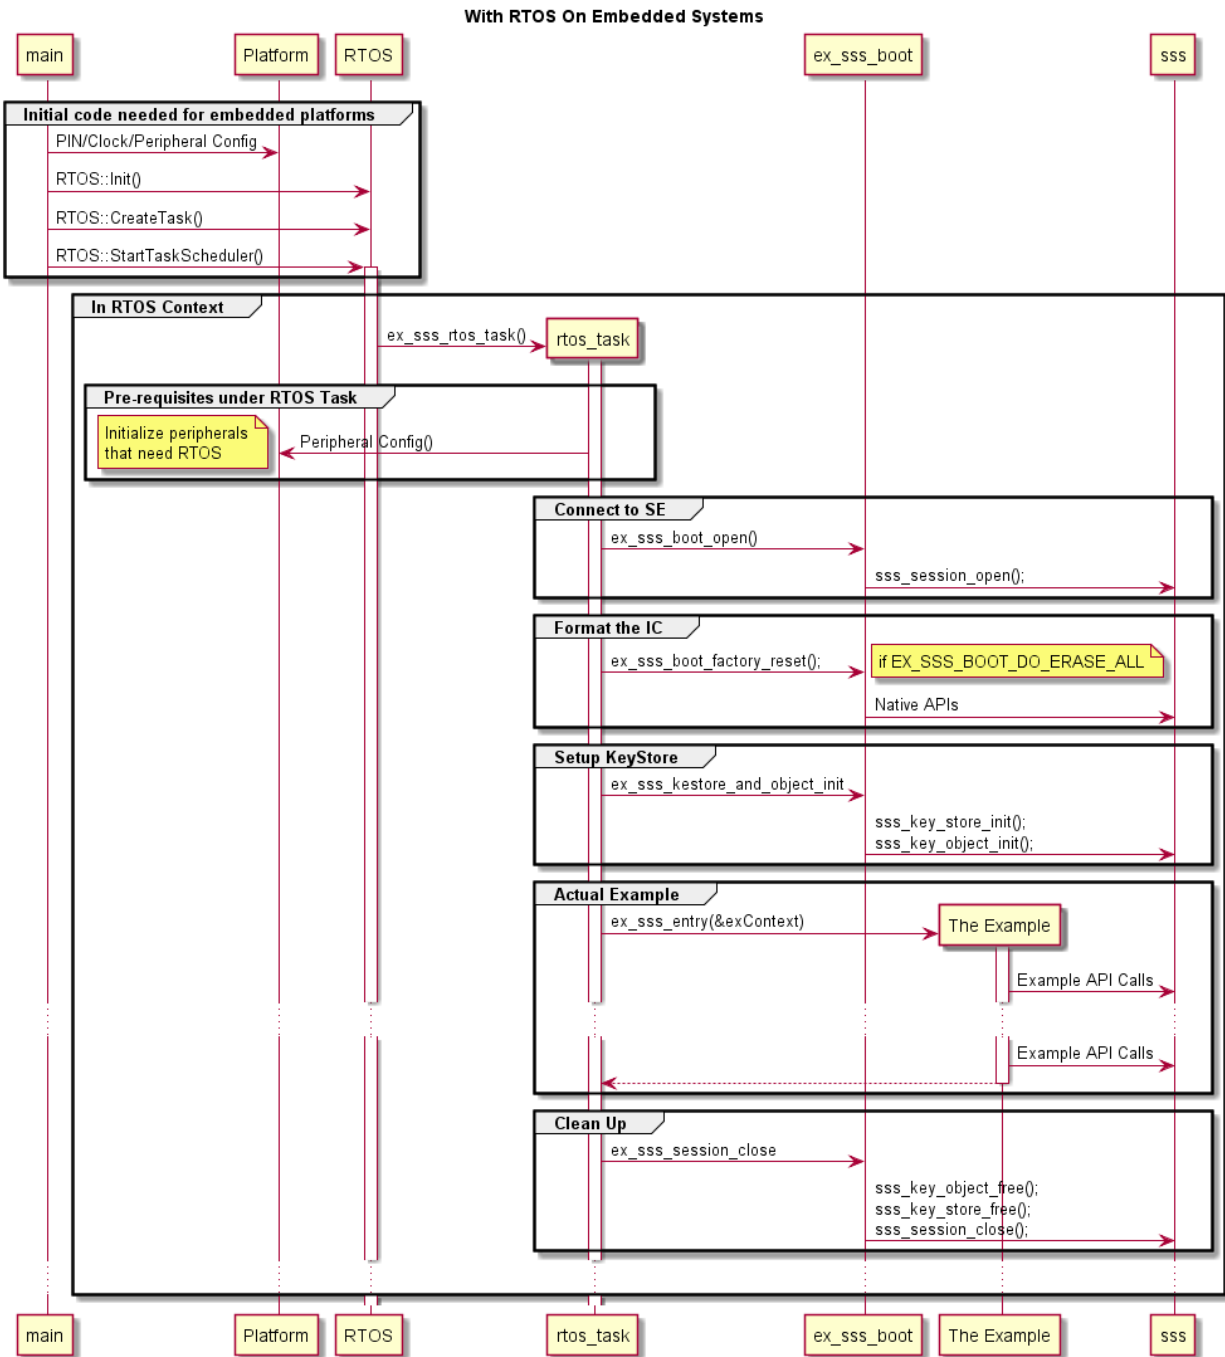 With RTOS On Embedded Systems
main
Platform
RTOS
ex_sss_boot
sss
Initial code needed for embedded platforms
PIN/Clock/Peripheral Config
RTOS::Init()
RTOS::CreateTask()
RTOS::StartTaskScheduler()
In RTOS Context
ex_sss_rtos_task()
rtos_task
Pre-requisites under RTOS Task
Initialize peripherals
that need RTOS
Peripheral Config()
Connect to SE
ex_sss_boot_open()
sss_session_open();
Format the IC
ex_sss_boot_factory_reset();
if EX_SSS_BOOT_DO_ERASE_ALL
Native APIs
Setup KeyStore
ex_sss_kestore_and_object_init
sss_key_store_init();
sss_key_object_init();
Actual Example
ex_sss_entry(&exContext)
The Example
Example API Calls
Example API Calls
Clean Up
ex_sss_session_close
sss_key_object_free();
sss_key_store_free();
sss_session_close();
main
Platform
RTOS
rtos_task
ex_sss_boot
The Example
sss